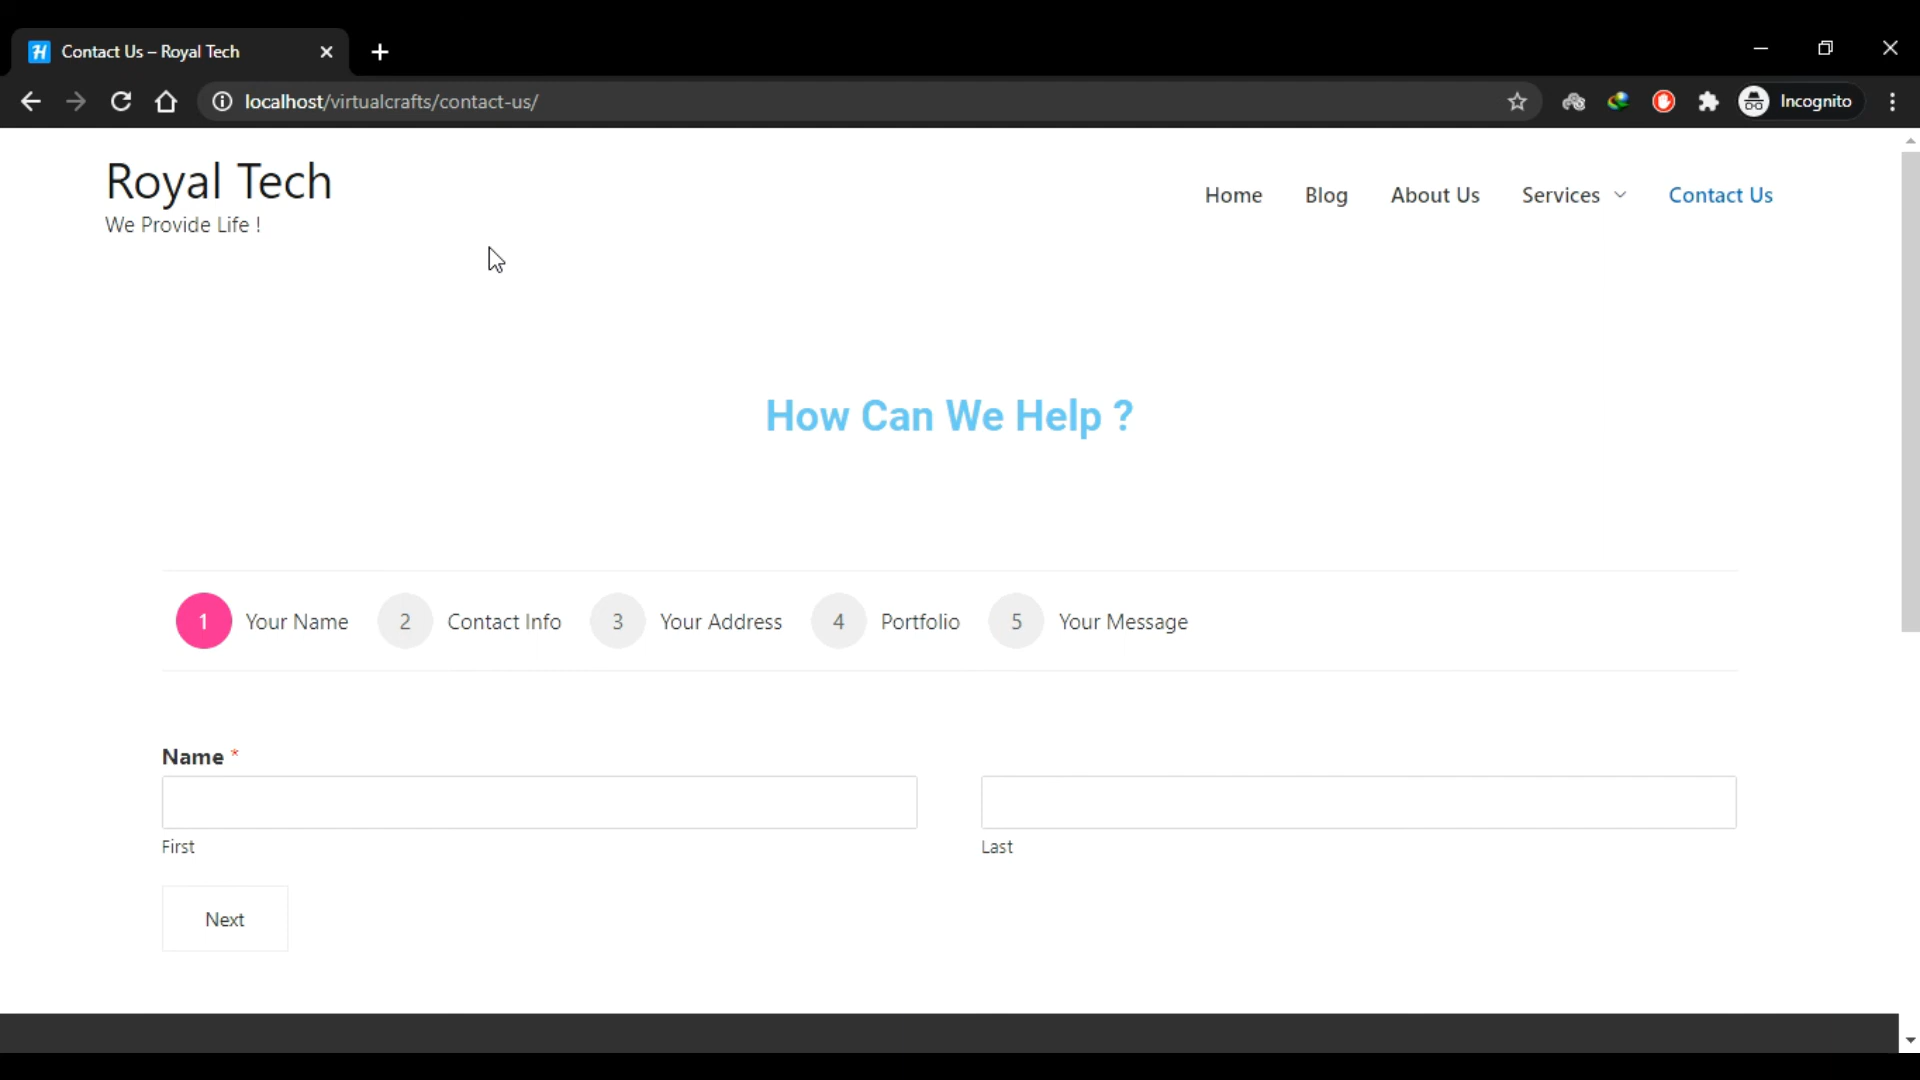 Contact Us – Royal Tech
localhost/virtualcrafts/contact-us/
Incognito
Royal Tech
We Provide Life !
Home Blog About Us Services Contact Us
How Can We Help ?
1 Your Name 2 Contact Info 3 Your Address 4 Portfolio 5 Your Message
Name *
First Last
Next